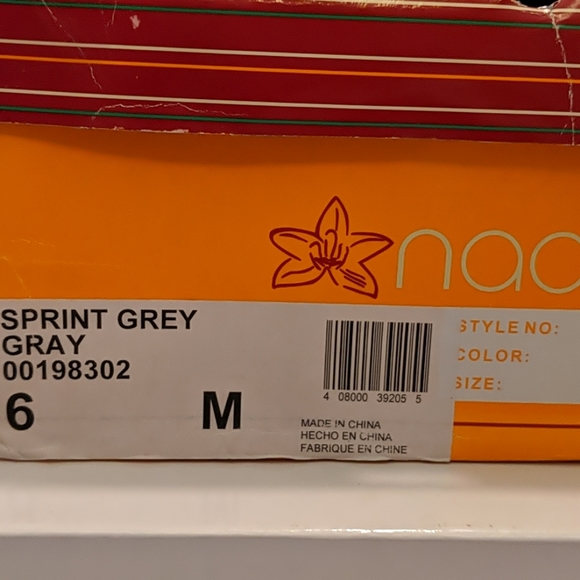 nao
SPRINT GREY
GRAY
00198302
6 M
4 08000 39205 5
MADE IN CHINA
HECHO EN CHINA
FABRIQUE EN CHINE
STYLE NO:
COLOR:
SIZE: